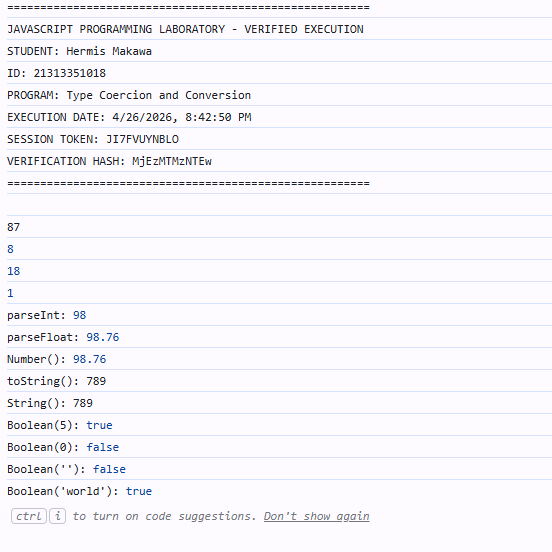 =======================================================
JAVASCRIPT PROGRAMMING LABORATORY - VERIFIED EXECUTION
STUDENT: Hermis Makawa
ID: 21313351018
PROGRAM: Type Coercion and Conversion
EXECUTION DATE: 4/26/2026, 8:42:50 PM
SESSION TOKEN: JI7FVUYNBLO
VERIFICATION HASH: MjEzMTMzNTEw
=======================================================
87
8
18
1
parseInt: 98
parseFloat: 98.76
Number(): 98.76
toString(): 789
String(): 789
Boolean(5): true
Boolean(0): false
Boolean(''): false
Boolean('world'): true
ctrl i to turn on code suggestions. Don't show again